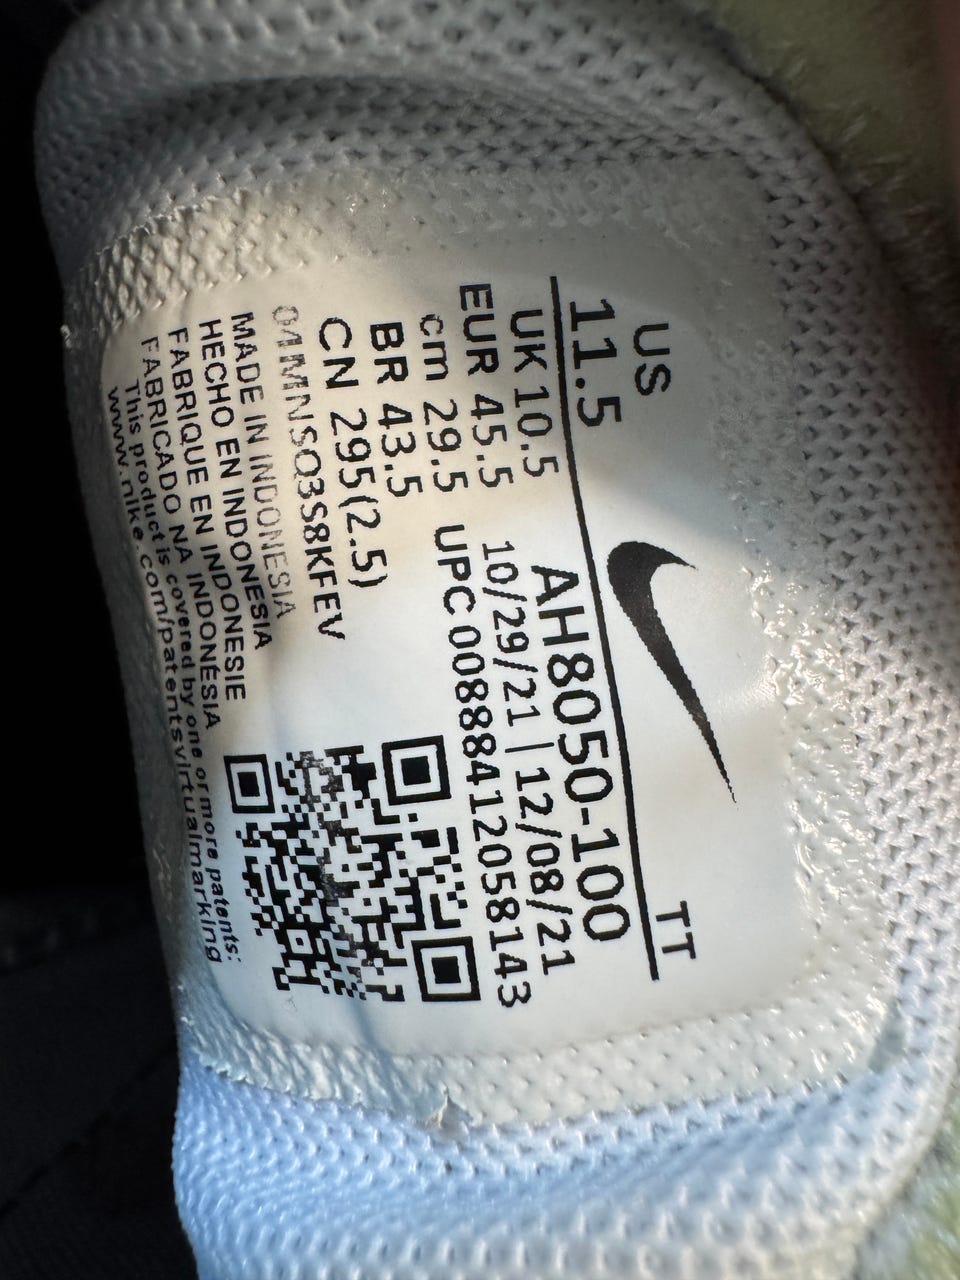 US
11.5
TT
UK 10.5
AH8050-100
EUR 45.5
10/29/21 | 12/08/21
cm 29.5
UPC 00888412058143
BR 43.5
CN 295(2.5)
04MNSQ3S8KFEV
MADE IN INDONESIA
HECHO EN INDONESIA
FABRIQUE EN INDONESIE
FABRICADO NA INDONÉSIA
This product is covered by one or more patents:
www.nike.com/patentsvirtualmarking